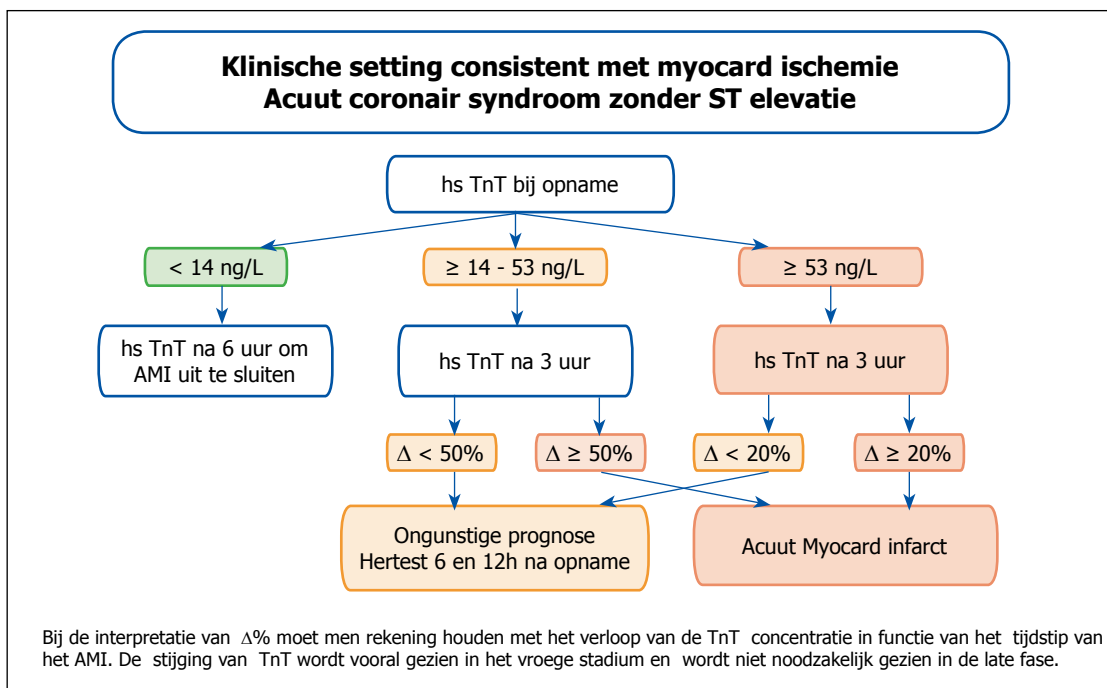 Klinische setting consistent met myocard ischemie
Acuut coronair syndroom zonder ST elevatie
hs TnT bij opname
< 14 ng/L
≥ 14 - 53 ng/L
≥ 53 ng/L
hs TnT na 6 uur om
AMI uit te sluiten
hs TnT na 3 uur
hs TnT na 3 uur
Δ < 50%
Δ ≥ 50%
Δ < 20%
Δ ≥ 20%
Ongunstige prognose
Hertest 6 en 12h na opname
Acuut Myocard infarct
Bij de interpretatie van Δ% moet men rekening houden met het verloop van de TnT concentratie in functie van het tijdstip van
het AMI. De stijging van TnT wordt vooral gezien in het vroege stadium en wordt niet noodzakelijk gezien in de late fase.